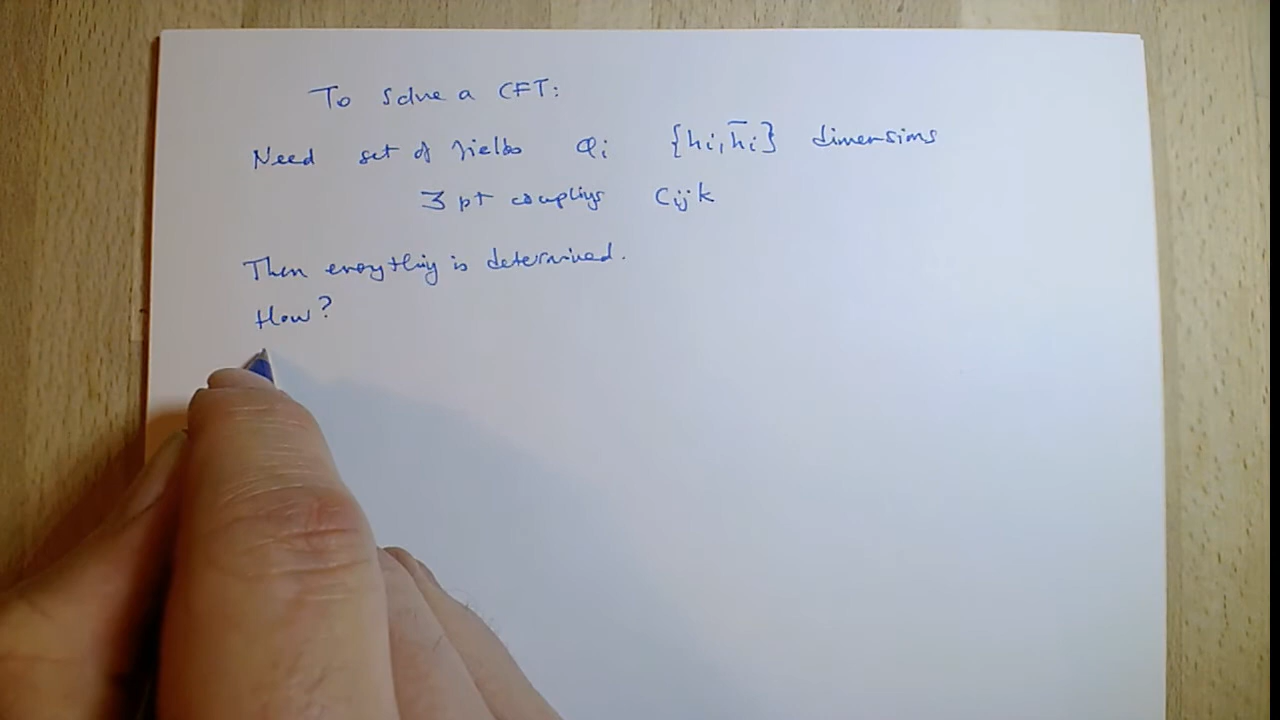 To solve a CFT:
Need set of fields φi {hi, h̄i} dimensions
3 pt couplings Cijk
Then everything is determined.
How?